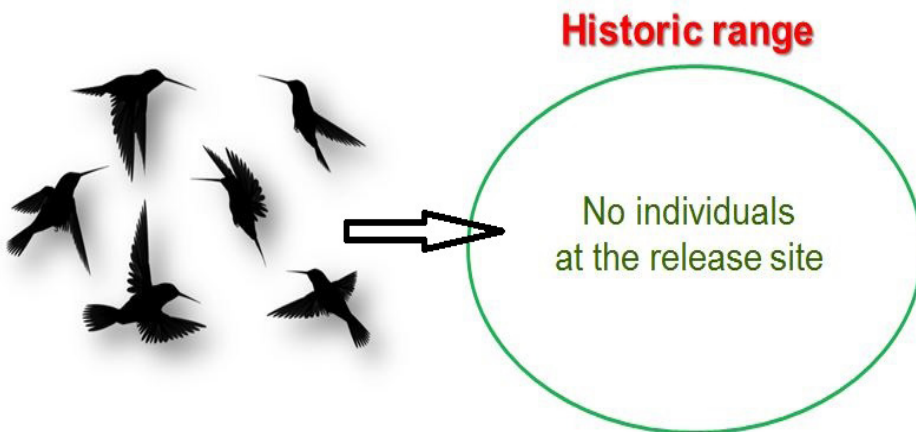 Historic range
No individuals
at the release site